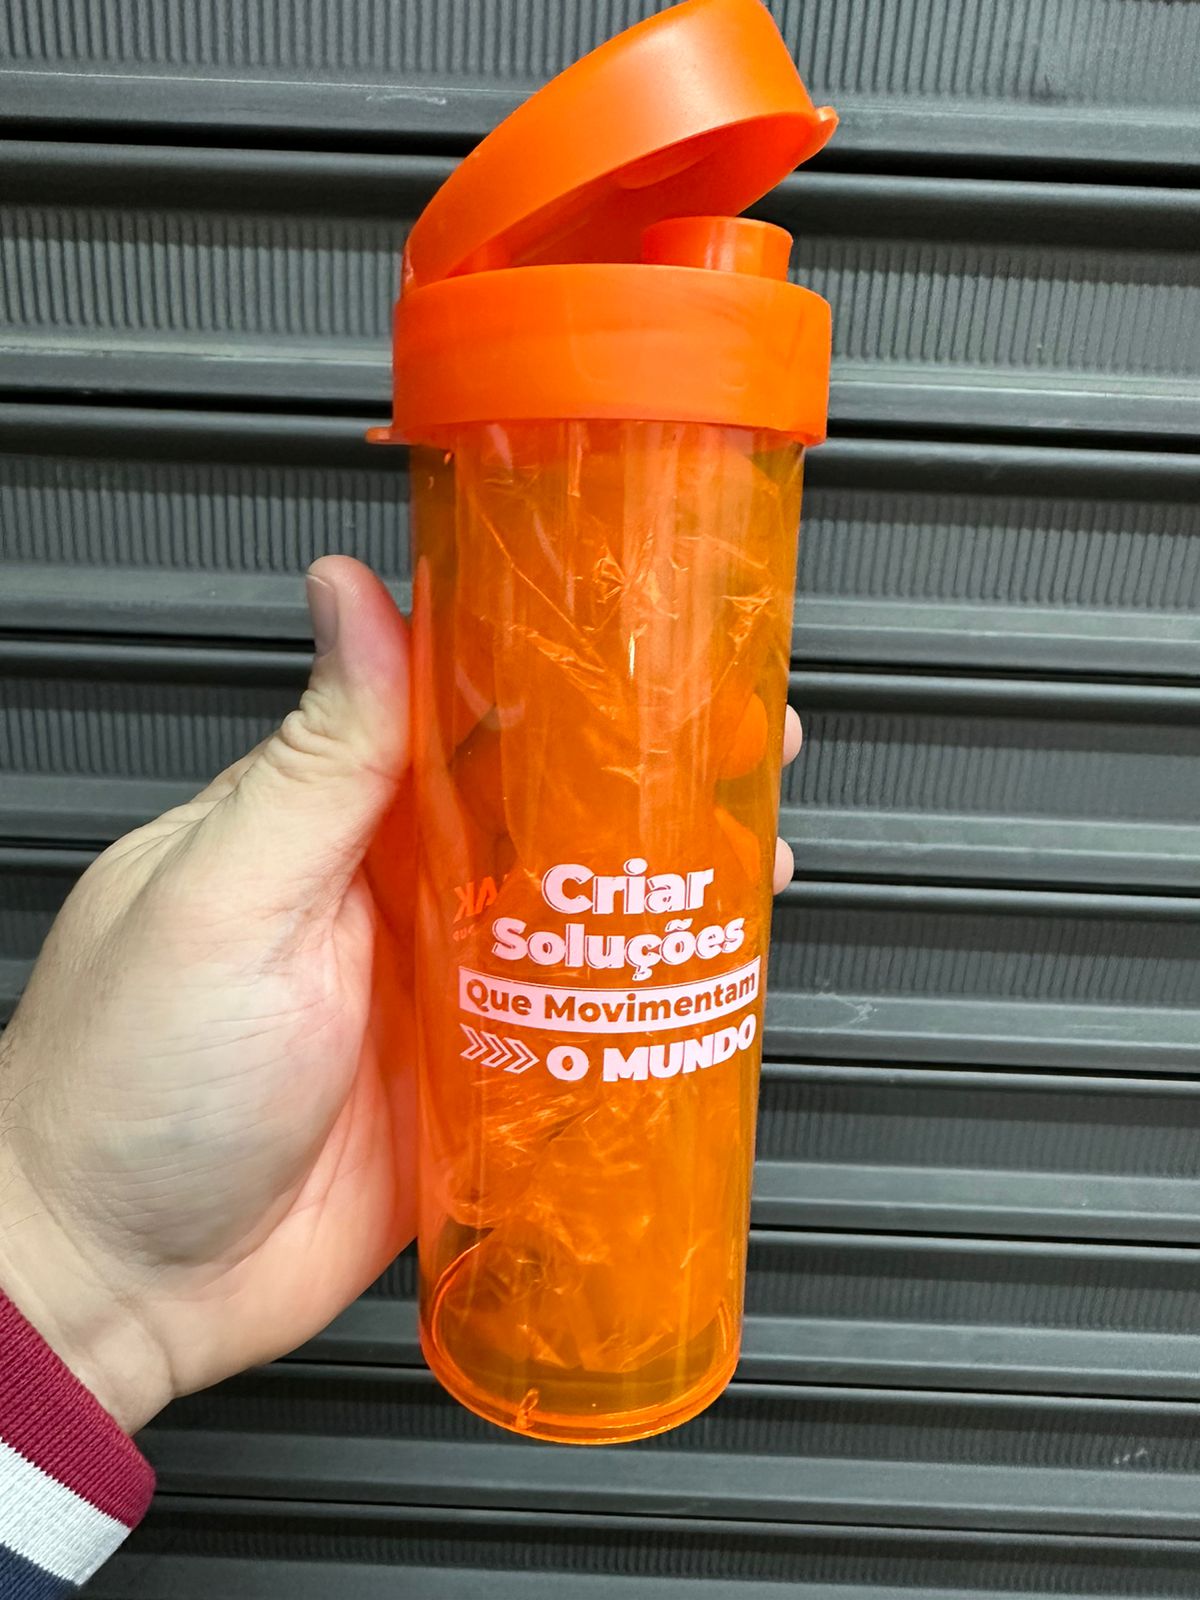 Criar
Soluções
Que Movimentam
O MUNDO